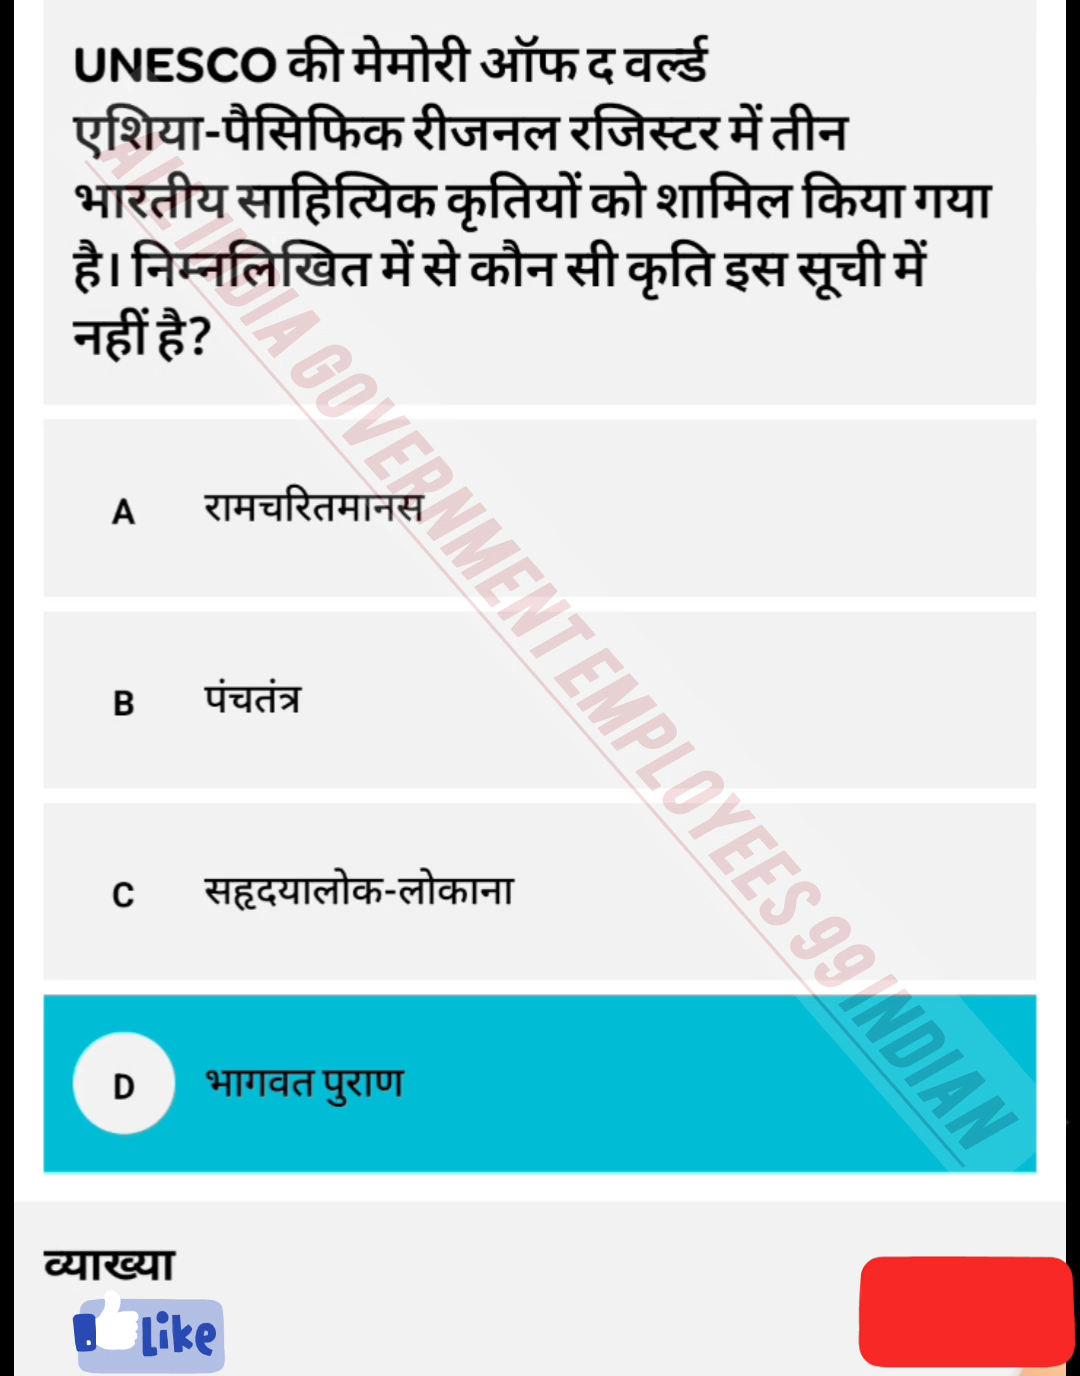 UNESCO की मेमोरी ऑफ द वर्ल्ड
एशिया-पैसिफिक रीजनल रजिस्टर में तीन
भारतीय साहित्यिक कृतियों को शामिल किया गया
है। निम्नलिखित में से कौन सी कृति इस सूची में
नहीं है?
A रामचरितमानस
B पंचतंत्र
C सहृदयालोक-लोकाना
D भागवत पुराण
व्याख्या
Like
ALL INDIA GOVERNMENT EMPLOYEES 99 INDIAN